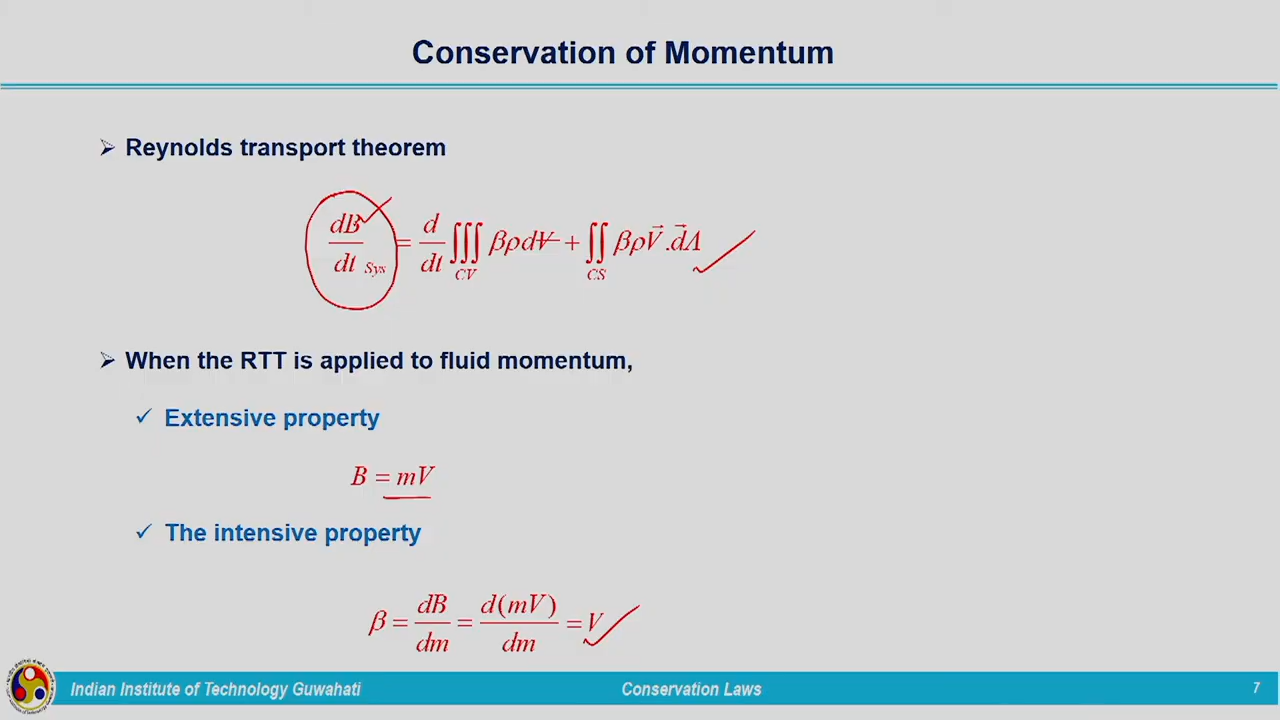 Conservation of Momentum
➢ Reynolds transport theorem
dB/dt Sys = d/dt ∭CV βρdV̶ + ∬CS βρV⃗.d⃗A
➢ When the RTT is applied to fluid momentum,
✓ Extensive property
B = mV
✓ The intensive property
β = dB/dm = d(mV)/dm = V
Indian Institute of Technology Guwahati Conservation Laws 7